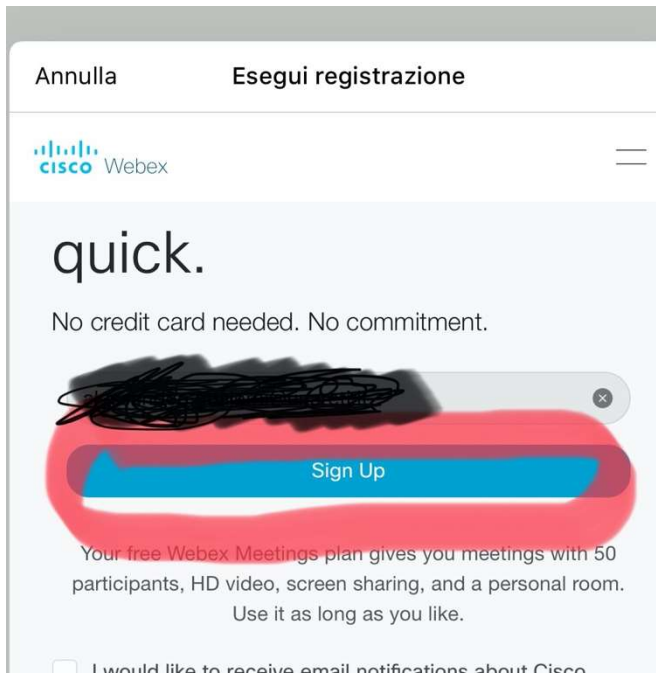 Annulla Esegui registrazione
cisco Webex
quick.
No credit card needed. No commitment.
Sign Up
Your free Webex Meetings plan gives you meetings with 50
participants, HD video, screen sharing, and a personal room.
Use it as long as you like.
I would like to receive email notifications about Cisco